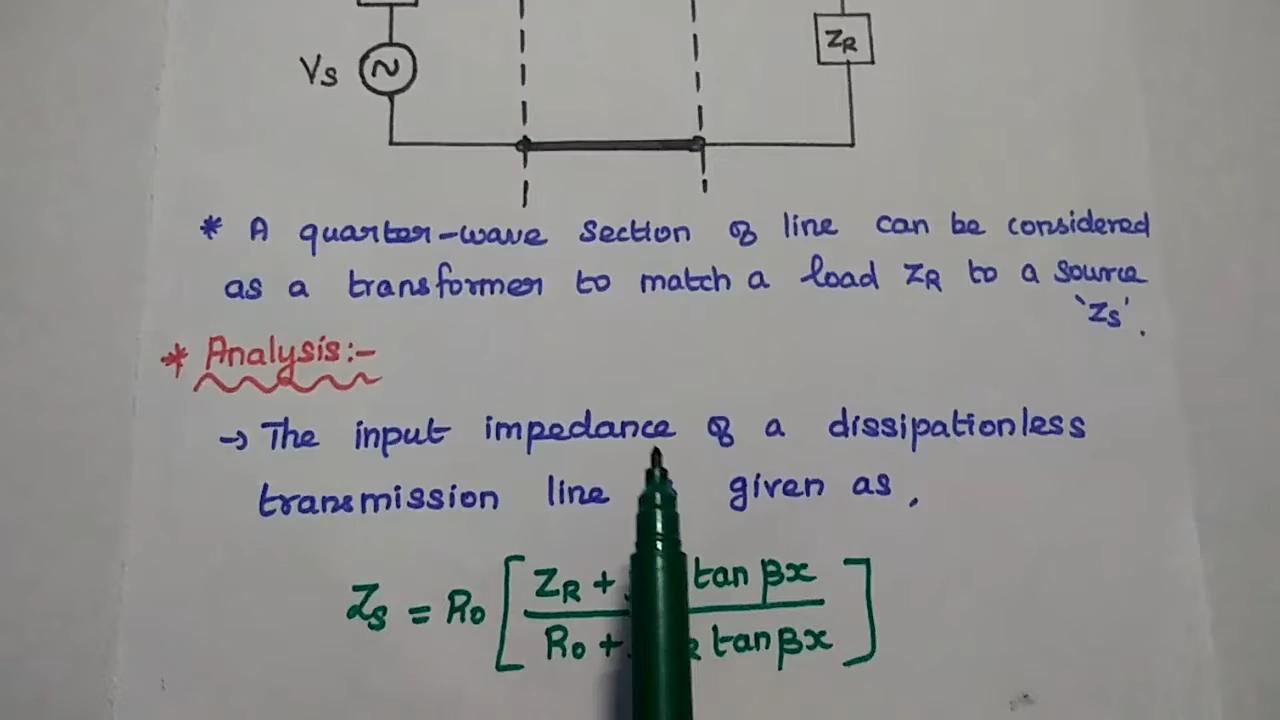 Vs
ZR
* A quarter-wave section of line can be considered
as a transformer to match a load ZR to a source
'Zs'.
* Analysis:-
→ The input impedance of a dissipationless
transmission line given as,
Zs = R0 [ ZR + tan βx
R0 + tan βx ]